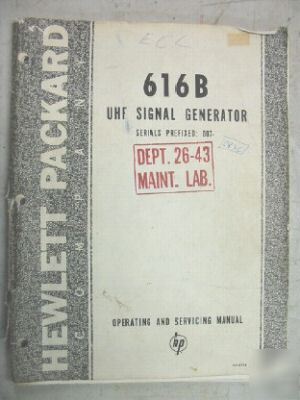 ECL
616B
UHF SIGNAL GENERATOR
SERIALS PREFIXED:
DEPT. 26-43
MAINT. LAB.
HEWLETT PACKARD
COMPANY
OPERATING AND SERVICING MANUAL
hp